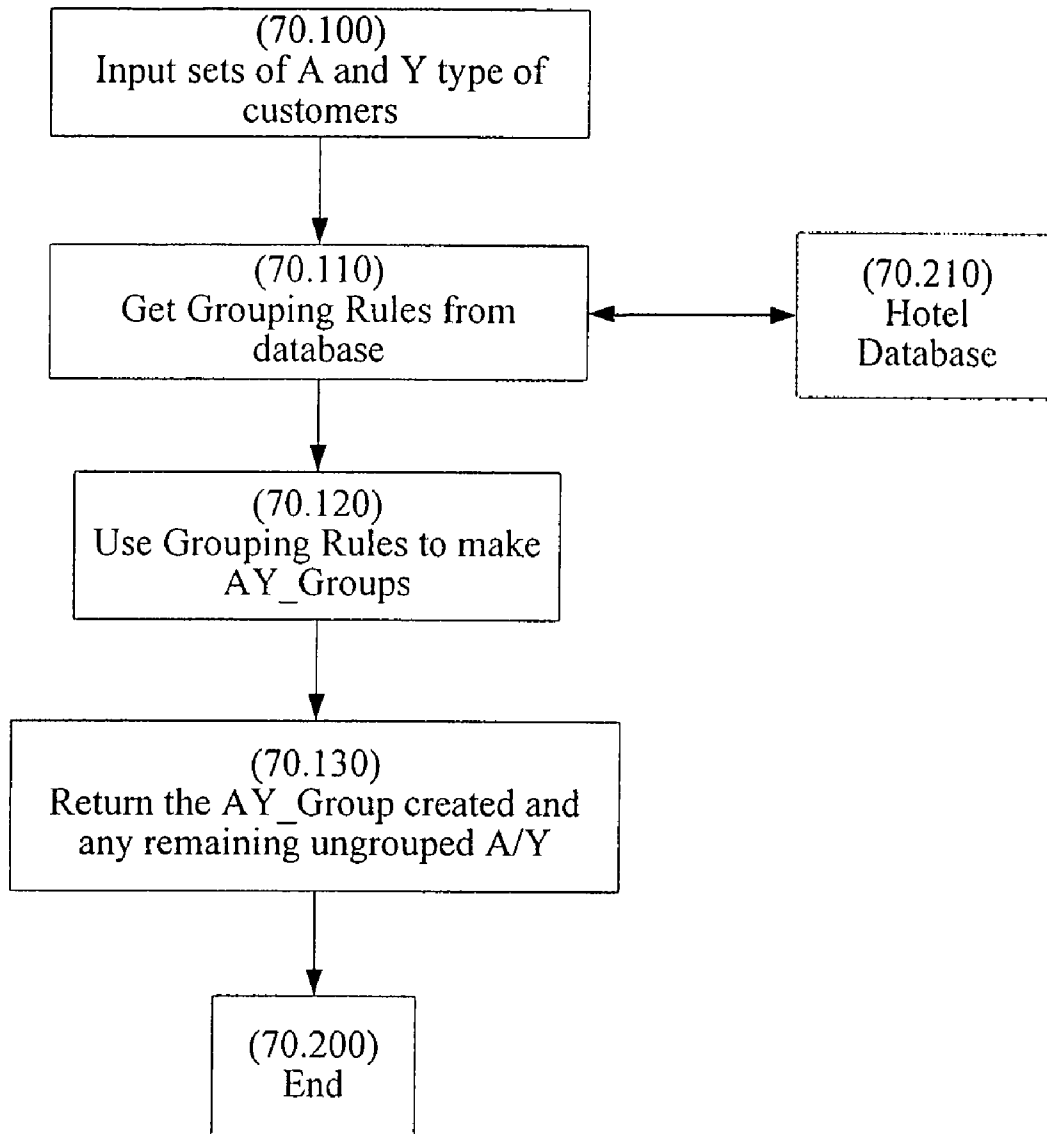 (70.100)
Input sets of A and Y type of
customers
(70.110)
Get Grouping Rules from
database
(70.210)
Hotel
Database
(70.120)
Use Grouping Rules to make
AY_Groups
(70.130)
Return the AY_Group created and
any remaining ungrouped A/Y
(70.200)
End